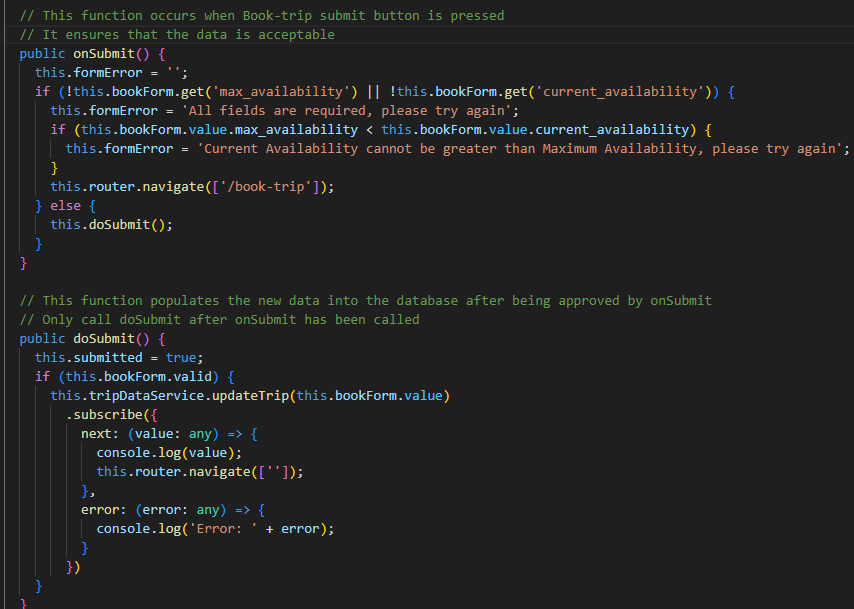 // This function occurs when Book-trip submit button is pressed
// It ensures that the data is acceptable
public onSubmit() {
this.formError = '';
if (!this.bookForm.get('max_availability') || !this.bookForm.get('current_availability')) {
this.formError = 'All fields are required, please try again';
if (this.bookForm.value.max_availability < this.bookForm.value.current_availability) {
this.formError = 'Current Availability cannot be greater than Maximum Availability, please try again';
}
this.router.navigate(['/book-trip']);
} else {
this.doSubmit();
}
}
// This function populates the new data into the database after being approved by onSubmit
// Only call doSubmit after onSubmit has been called
public doSubmit() {
this.submitted = true;
if (this.bookForm.valid) {
this.tripDataService.updateTrip(this.bookForm.value)
.subscribe({
next: (value: any) => {
console.log(value);
this.router.navigate(['']);
},
error: (error: any) => {
console.log('Error: ' + error);
}
})
}
}